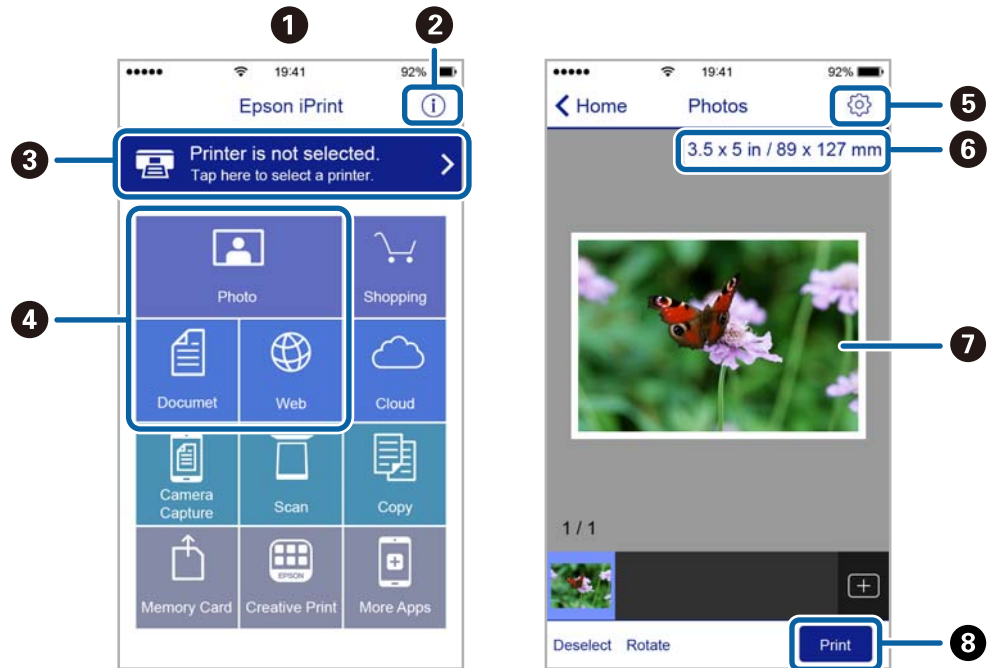 1
2
19:41
92%
Epson iPrint
3
Printer is not selected.
Tap here to select a printer.
4
Photo
Shopping
Documet
Web
Cloud
Camera
Capture
Scan
Copy
EPSON
Memory Card
Creative Print
More Apps
19:41
92%
Home
Photos
5
3.5 x 5 in / 89 x 127 mm
6
7
1 / 1
Deselect
Rotate
Print
8